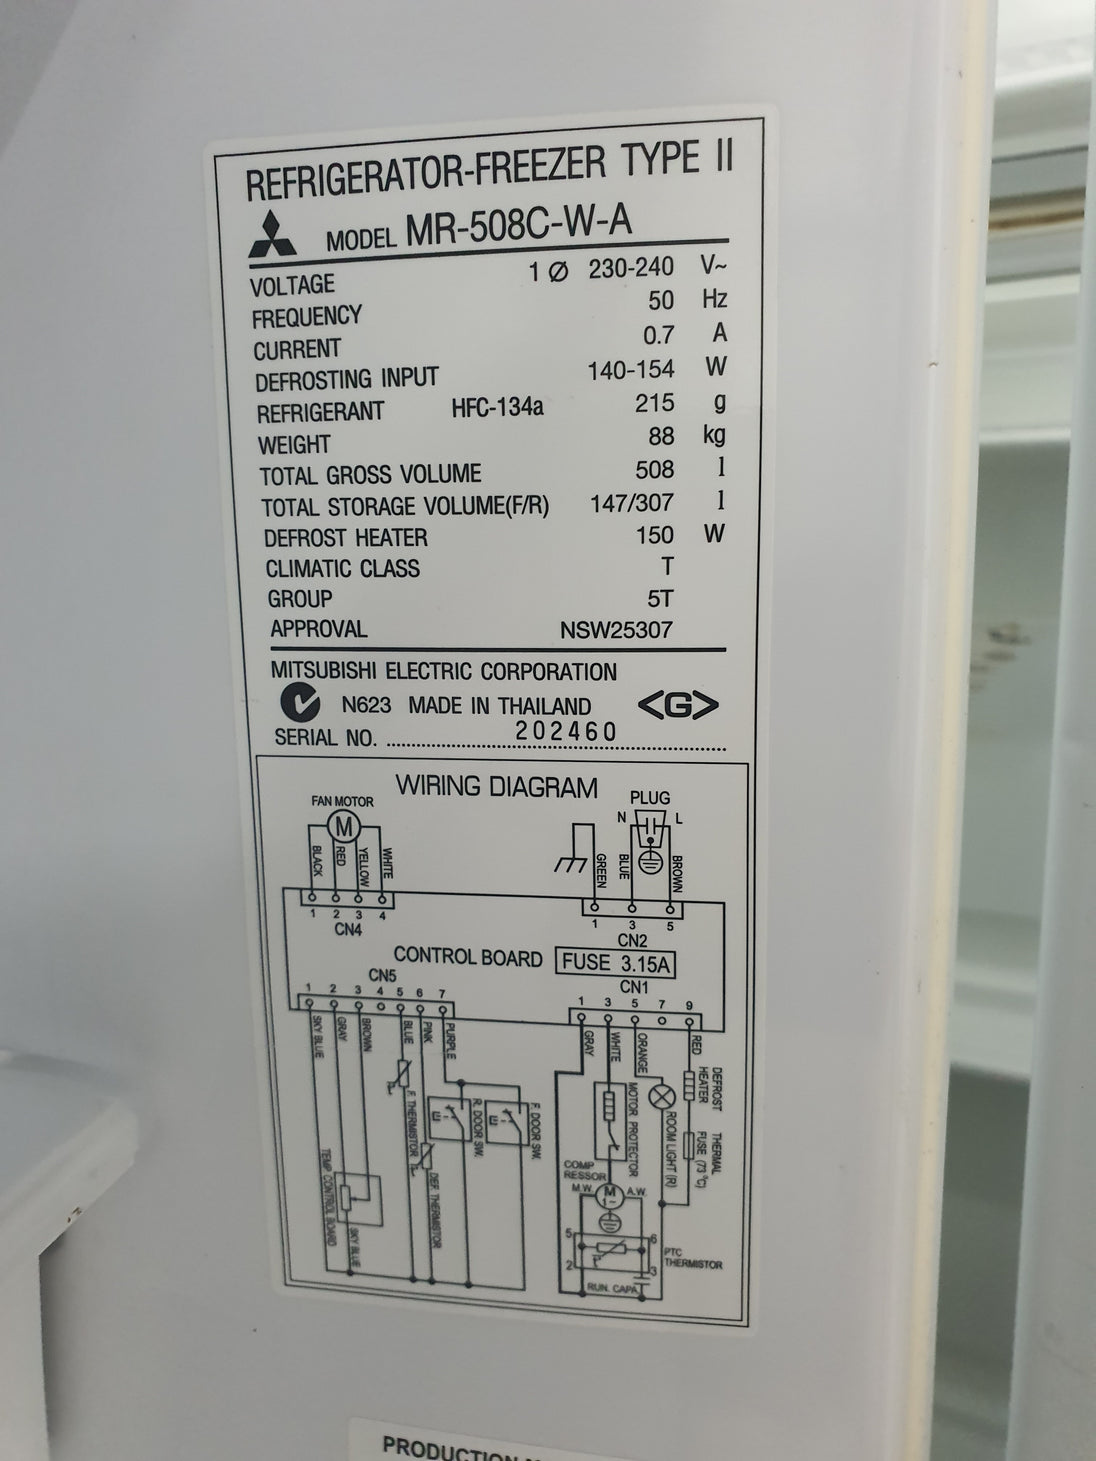 REFRIGERATOR-FREEZER TYPE II
MODEL MR-508C-W-A
VOLTAGE 1 Ø 230-240 V~
FREQUENCY 50 Hz
CURRENT 0.7 A
DEFROSTING INPUT 140-154 W
REFRIGERANT HFC-134a 215 g
WEIGHT 88 kg
TOTAL GROSS VOLUME 508 l
TOTAL STORAGE VOLUME(F/R) 147/307 l
DEFROST HEATER 150 W
CLIMATIC CLASS T
GROUP 5T
APPROVAL NSW25307
MITSUBISHI ELECTRIC CORPORATION
N623 MADE IN THAILAND <G>
SERIAL NO. 202460
WIRING DIAGRAM
FAN MOTOR
M
BLACK
RED
YELLOW
WHITE
1 2 3 4
CN4
PLUG
N L
GREEN
BLUE
BROWN
1 3 5
CN2
CONTROL BOARD FUSE 3.15A
CN5
1 2 3 4 5 6 7
CN1
1 3 5 7 9
SKY BLUE
GRAY
BROWN
BLUE
PINK
PURPLE
F. THERMISTOR
R. DOOR SW.
F. DOOR SW.
DEF. THERMISTOR
TEMP. CONTROL BOARD
SKY BLUE
GRAY
WHITE
ORANGE
RED
DEFROST HEATER
THERMAL FUSE (73°C)
MOTOR PROTECTOR
ROOM LIGHT (R)
COMP
RESSOR
M.W. M A.W.
1~
5 6
2 3
PTC
THERMISTOR
RUN. CAPA
PRODUCTION